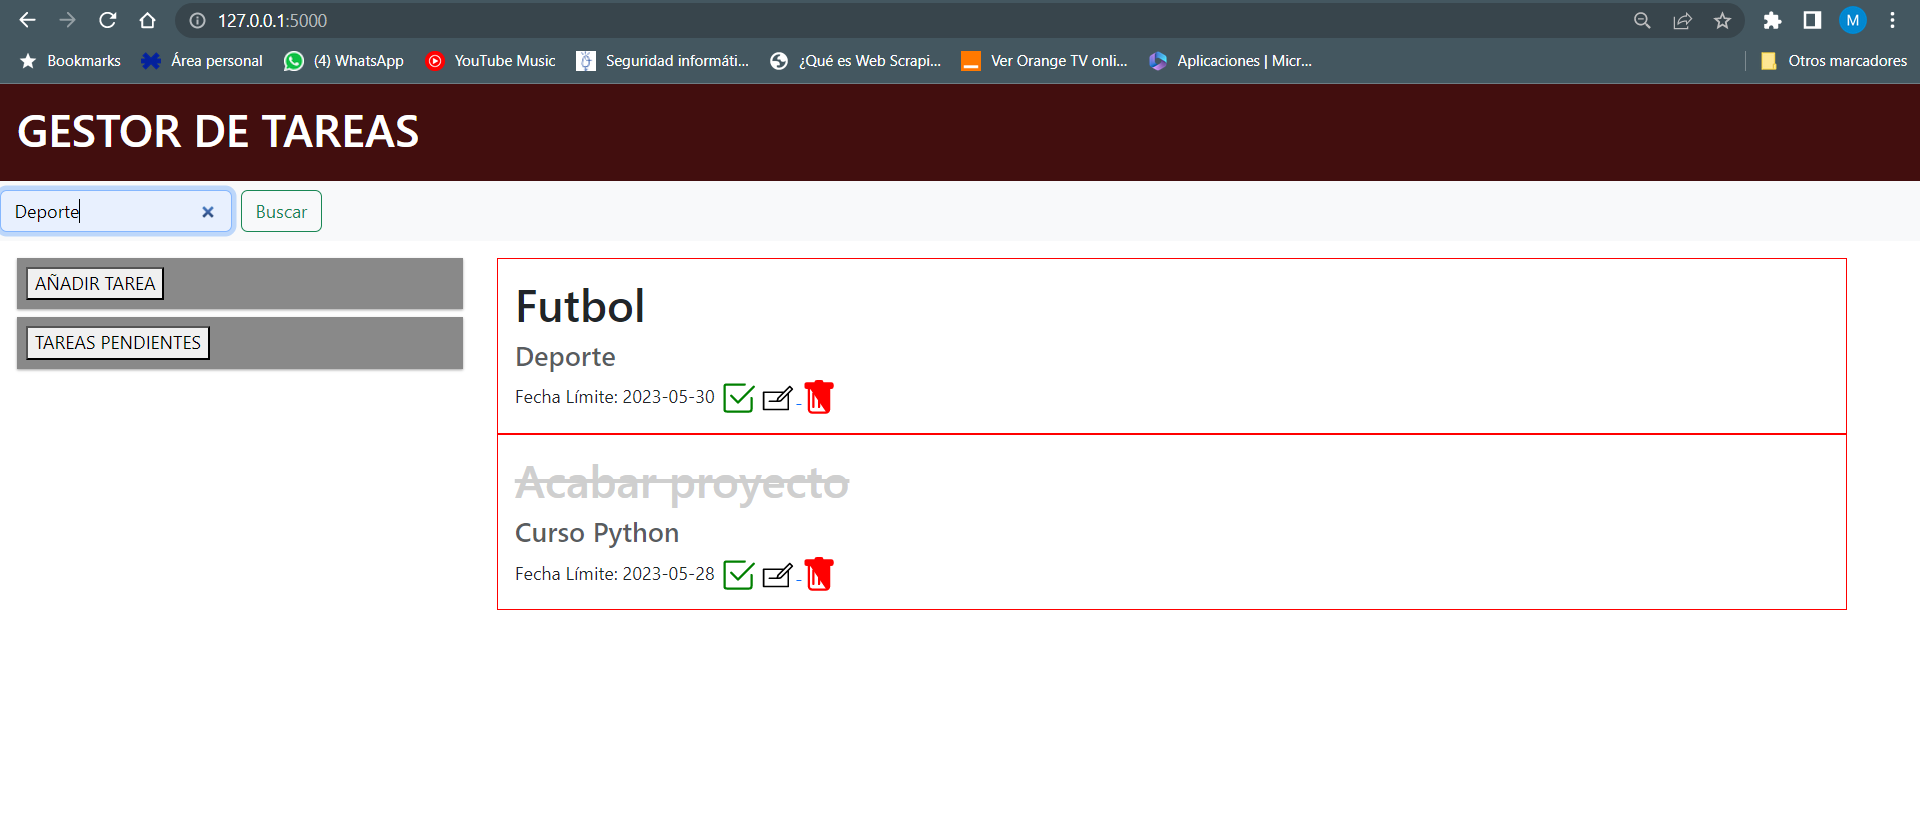 127.0.0.1:5000
M
Bookmarks Área personal (4) WhatsApp YouTube Music Seguridad informáti... ¿Qué es Web Scrapi... Ver Orange TV onli... Aplicaciones | Micr... Otros marcadores
GESTOR DE TAREAS
Deporte Buscar
AÑADIR TAREA
TAREAS PENDIENTES
Futbol
Deporte
Fecha Límite: 2023-05-30
Acabar proyecto
Curso Python
Fecha Límite: 2023-05-28